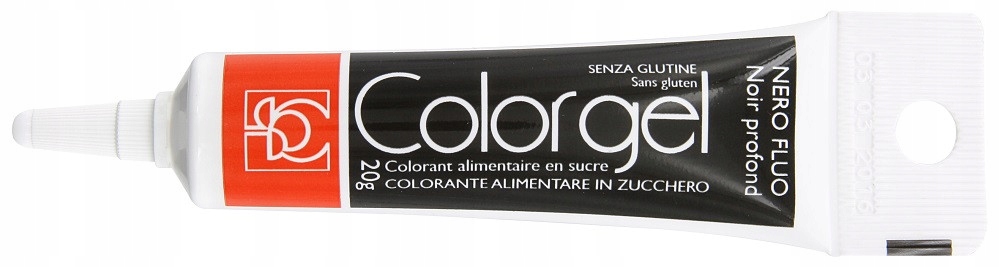 SENZA GLUTINE
Sans gluten
Colorgel
20g
Colorant alimentaire en sucre
COLORANTE ALIMENTARE IN ZUCCHERO
NERO FLUO
Noir profond